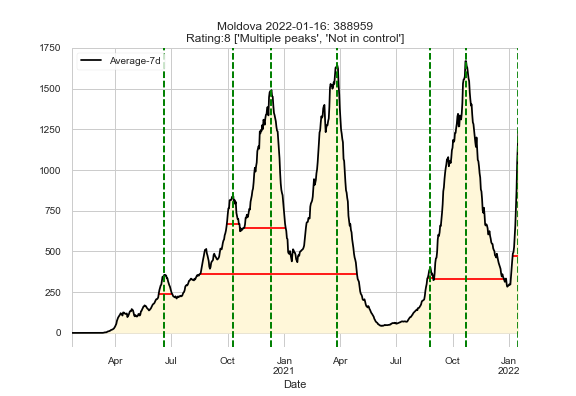 Moldova 2022-01-16: 388959
Rating:8 ['Multiple peaks', 'Not in control']
Average-7d
1750
1500
1250
1000
750
500
250
0
Apr
Jul
Oct
Jan
2021
Apr
Jul
Oct
Jan
2022
Date